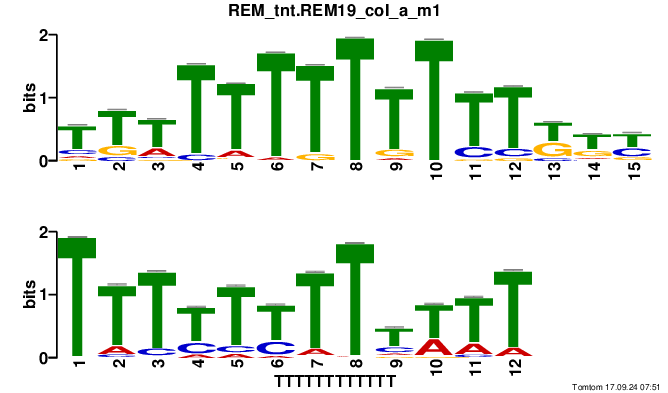 REM_tnt.REM19_col_a_m1
2
1
0
bits
1 2 3 4 5 6 7 8 9 10 11 12 13 14 15
2
1
0
bits
1 2 3 4 5 6 7 8 9 10 11 12
TTTTTTTTTTTT
Tomtom 17.09.24 07:51